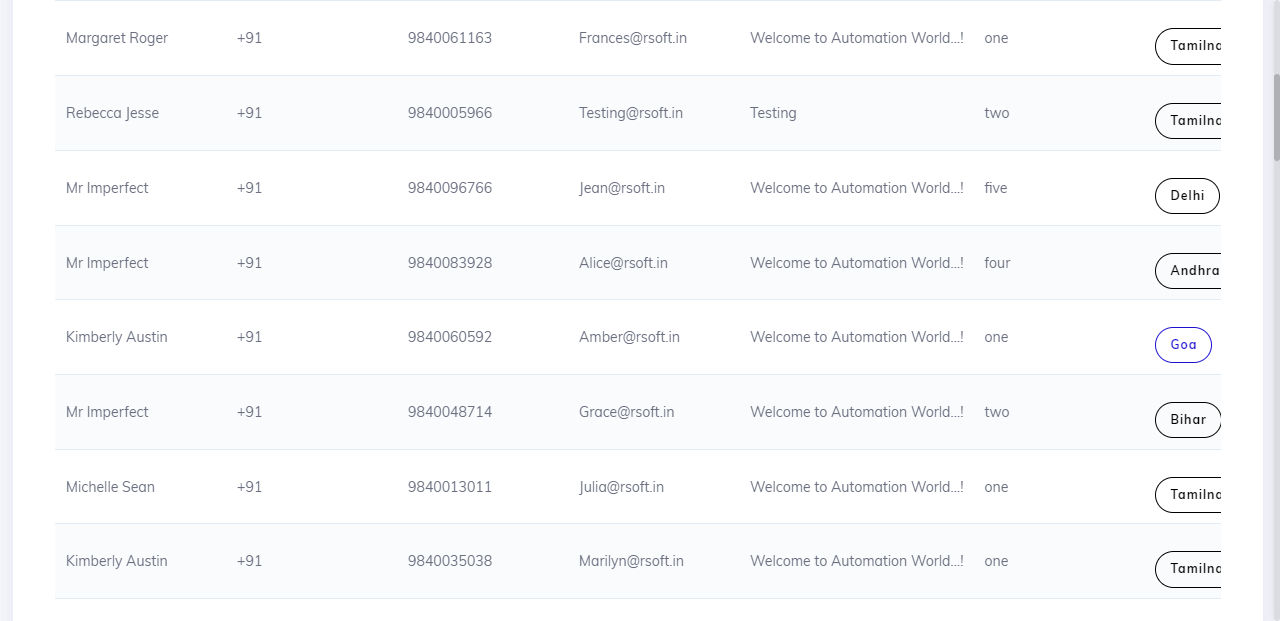 Margaret Roger +91 9840061163 Frances@rsoft.in Welcome to Automation World...! one Tamilna
Rebecca Jesse +91 9840005966 Testing@rsoft.in Testing two Tamilna
Mr Imperfect +91 9840096766 Jean@rsoft.in Welcome to Automation World...! five Delhi
Mr Imperfect +91 9840083928 Alice@rsoft.in Welcome to Automation World...! four Andhra
Kimberly Austin +91 9840060592 Amber@rsoft.in Welcome to Automation World...! one Goa
Mr Imperfect +91 9840048714 Grace@rsoft.in Welcome to Automation World...! two Bihar
Michelle Sean +91 9840013011 Julia@rsoft.in Welcome to Automation World...! one Tamilna
Kimberly Austin +91 9840035038 Marilyn@rsoft.in Welcome to Automation World...! one Tamilna